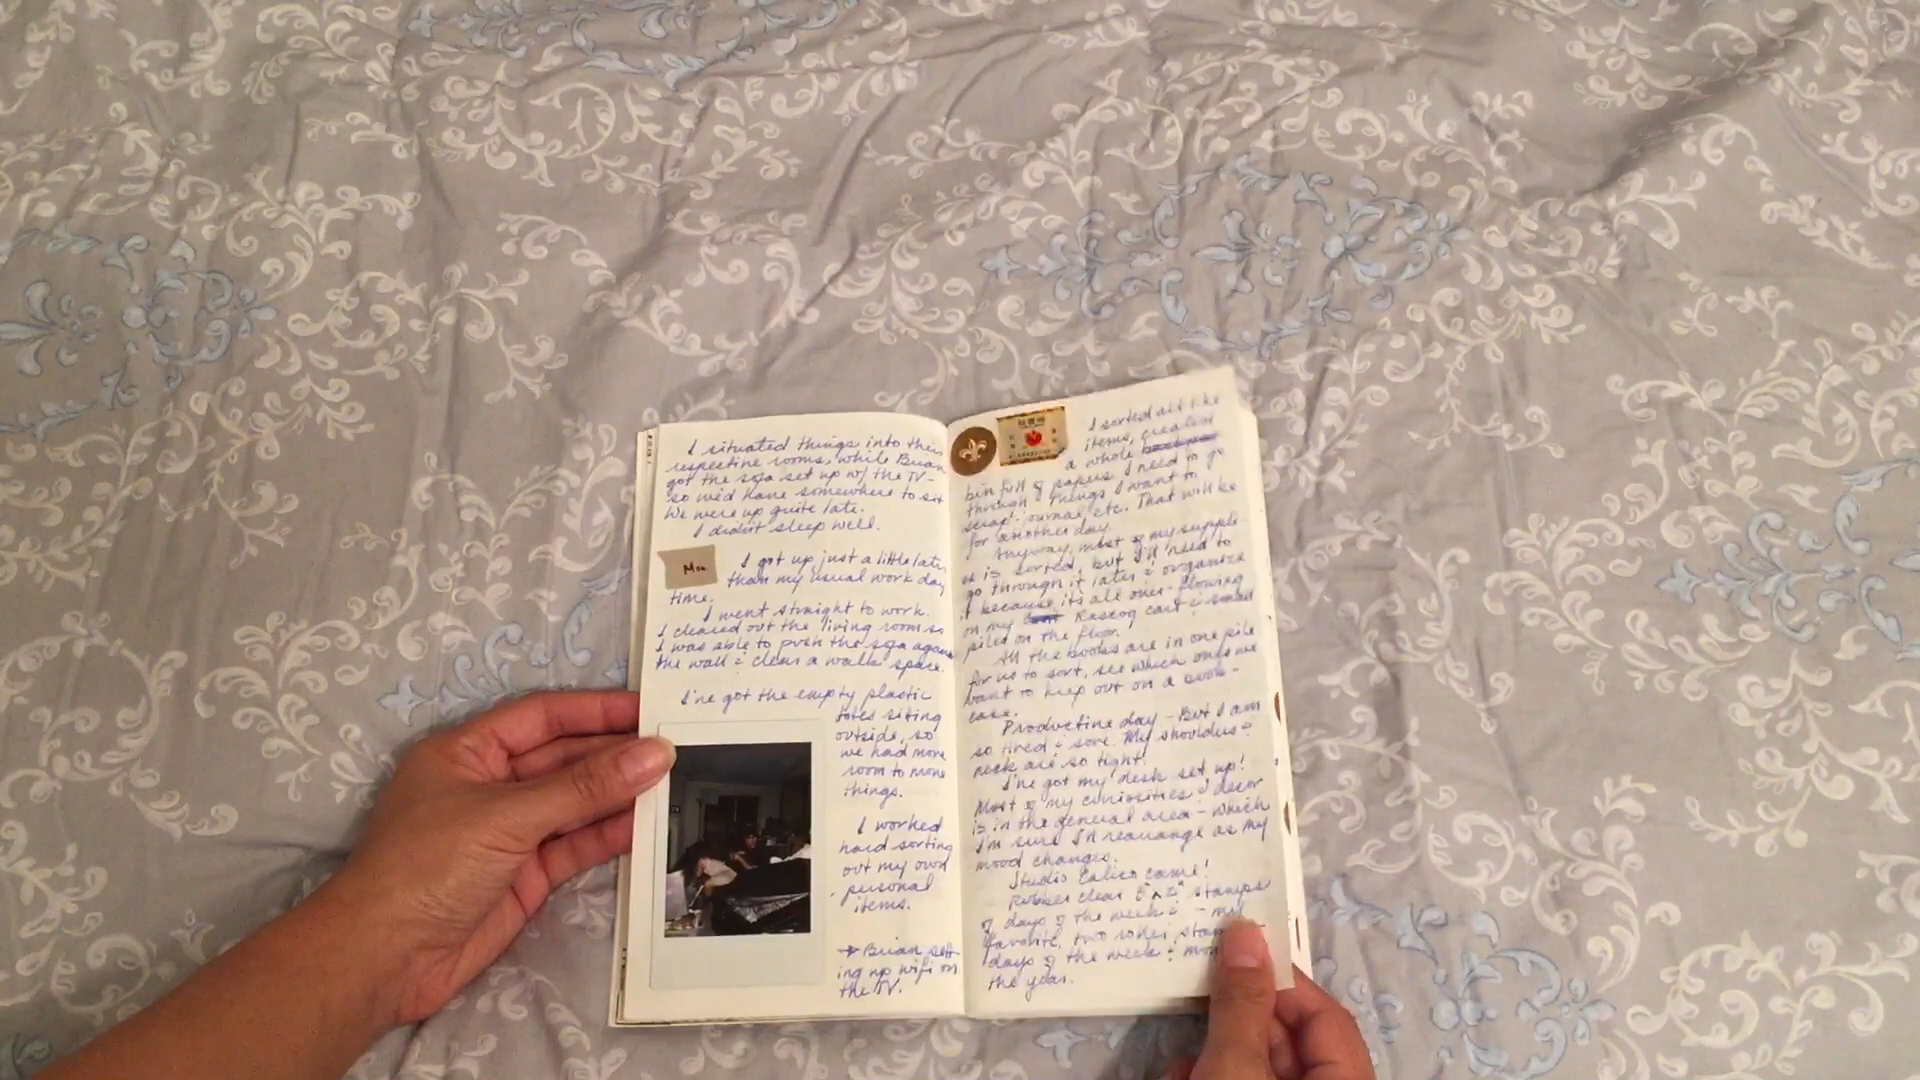 I situated things into their
respective rooms, while Brian
got the sofa set up w/ the TV-
so we'd have somewhere to sit
We were up quite late.
I didn't sleep well.
Mon
I got up just a little later
than my usual work day
time.
I went straight to work.
I cleared out the living room so
I was able to push the sofa against
the wall & clear a walk space.
I've got the empty plastic
totes sitting
outside, so
we had more
room to move
things.
I worked
hard sorting
out my own
personal
items.
→ Brian sett-
ing up wifi on
the TV.
I sorted all like
items, creating
a whole
bin full of papers I need to go
through & things I want to
scrap, journal, etc. That will be
for another day.
Anyway, most of my suppli-
es is sorted, but I'll need to
go through it later & organize
it because it's all over-flowing
on my Raskog cart & small
piles on the floor.
All the books are in one pile
for us to sort, see which ones we
want to keep out on a book-
case.
Productive day - But I am
so tired & sore. My shoulders &
neck are so tight!
I've got my desk set up!
Most of my curiosities & decor
is in the general area - which
I'm sure I'll rearrange as my
mood changes.
Studio Calico came!
Rubber clear stamps
of days of the week & - my
favorite, two roller
days of the week &
the year.